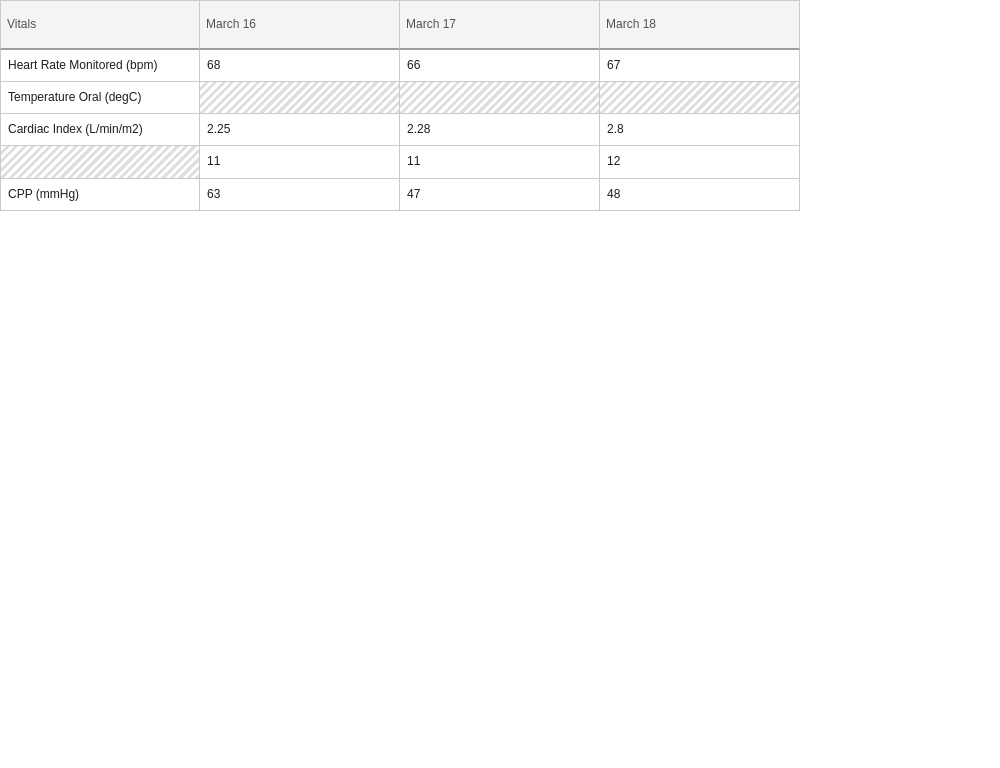 Vitals March 16 March 17 March 18
Heart Rate Monitored (bpm) 68 66 67
Temperature Oral (degC)
Cardiac Index (L/min/m2) 2.25 2.28 2.8
11 11 12
CPP (mmHg) 63 47 48